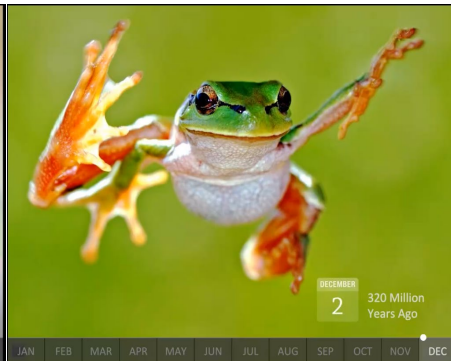 DECEMBER
2
320 Million
Years Ago
JAN FEB MAR APR MAY JUN JUL AUG SEP OCT NOV DEC